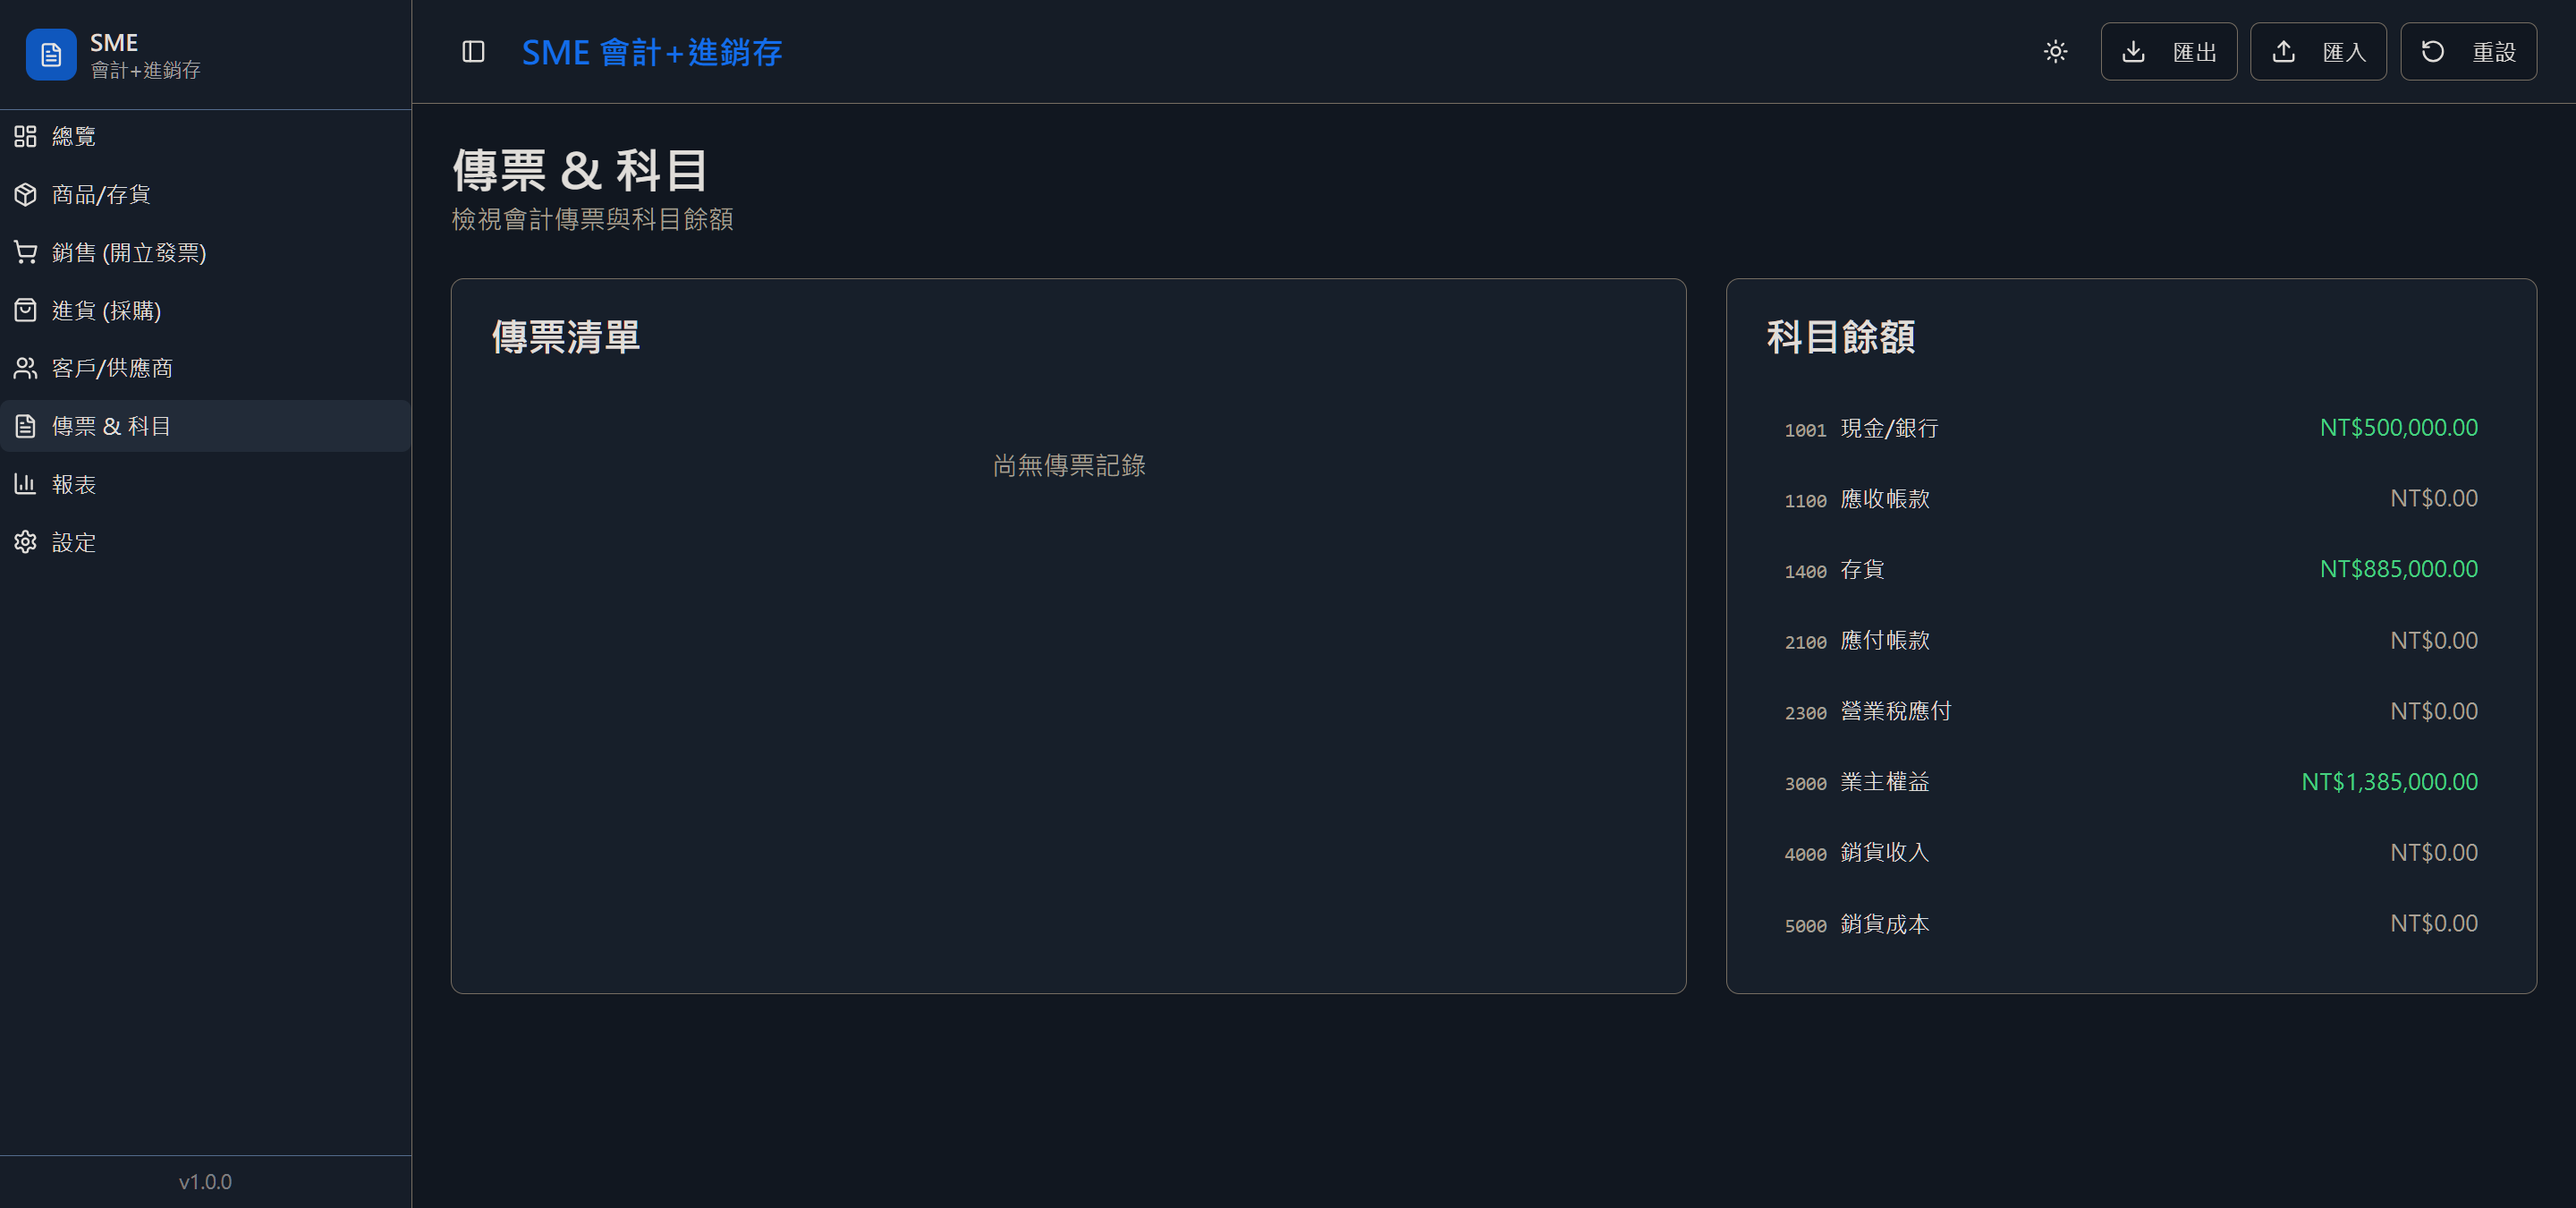 SME
會計+進銷存
總覽
商品/存貨
銷售 (開立發票)
進貨 (採購)
客戶/供應商
傳票 & 科目
報表
設定
v1.0.0
SME 會計+進銷存
匯出
匯入
重設
傳票 & 科目
檢視會計傳票與科目餘額
傳票清單
尚無傳票記錄
科目餘額
1001 現金/銀行 NT$500,000.00
1100 應收帳款 NT$0.00
1400 存貨 NT$885,000.00
2100 應付帳款 NT$0.00
2300 營業稅應付 NT$0.00
3000 業主權益 NT$1,385,000.00
4000 銷貨收入 NT$0.00
5000 銷貨成本 NT$0.00